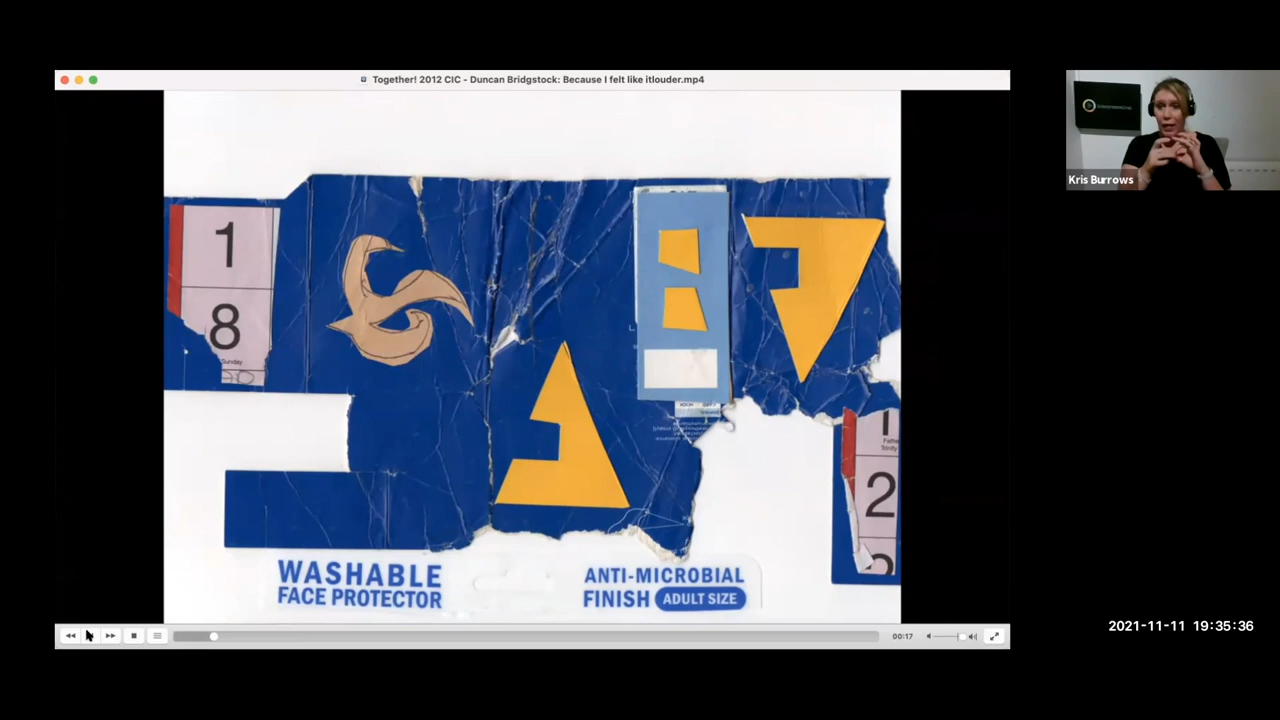 Together! 2012 CIC - Duncan Bridgstock: Because I felt like itlouder.mp4
Kris Burrows
1
8
Sunday
WASHABLE
FACE PROTECTOR
ANTI-MICROBIAL
FINISH ADULT SIZE
1
Trinity
2
00:17
2021-11-11 19:35:36